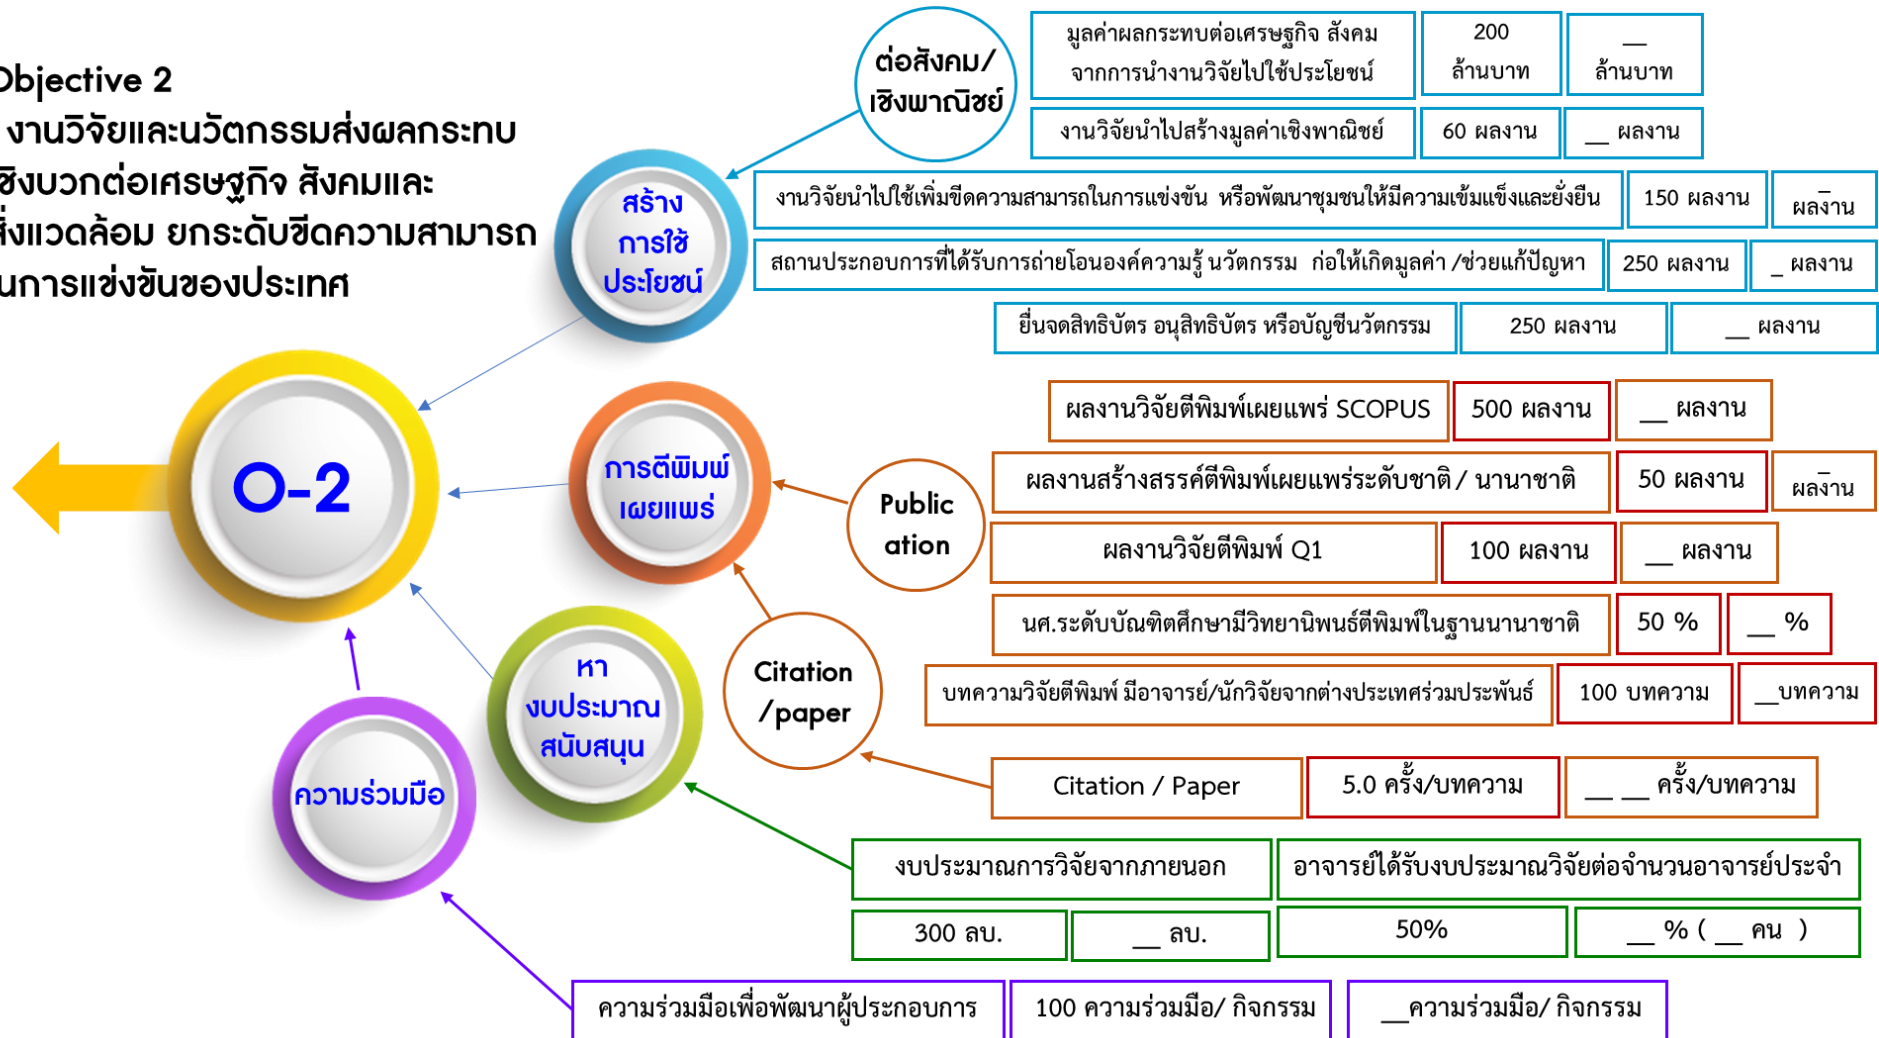 Objective 2
งานวิจัยและนวัตกรรมส่งผลกระทบ
เชิงบวกต่อเศรษฐกิจ สังคมและ
สิ่งแวดล้อม ยกระดับขีดความสามารถ
ในการแข่งขันของประเทศ
ต่อสังคม/
เชิงพาณิชย์
มูลค่าผลกระทบต่อเศรษฐกิจ สังคม
จากการนำงานวิจัยไปใช้ประโยชน์
200
ล้านบาท
__
ล้านบาท
งานวิจัยนำไปสร้างมูลค่าเชิงพาณิชย์
60 ผลงาน
__ ผลงาน
สร้าง
การใช้
ประโยชน์
งานวิจัยนำไปใช้เพิ่มขีดความสามารถในการแข่งขัน หรือพัฒนาชุมชนให้มีความเข้มแข็งและยั่งยืน
150 ผลงาน
_
ผลงาน
สถานประกอบการที่ได้รับการถ่ายโอนองค์ความรู้ นวัตกรรม ก่อให้เกิดมูลค่า /ช่วยแก้ปัญหา
250 ผลงาน
_ ผลงาน
ยื่นจดสิทธิบัตร อนุสิทธิบัตร หรือบัญชีนวัตกรรม
250 ผลงาน
__ ผลงาน
O-2
การตีพิมพ์
เผยแพร่
Public
ation
ผลงานวิจัยตีพิมพ์เผยแพร่ SCOPUS
500 ผลงาน
__ ผลงาน
ผลงานสร้างสรรค์ตีพิมพ์เผยแพร่ระดับชาติ / นานาชาติ
50 ผลงาน
_
ผลงาน
ผลงานวิจัยตีพิมพ์ Q1
100 ผลงาน
__ ผลงาน
นศ.ระดับบัณฑิตศึกษามีวิทยานิพนธ์ตีพิมพ์ในฐานนานาชาติ
50 %
__ %
บทความวิจัยตีพิมพ์ มีอาจารย์/นักวิจัยจากต่างประเทศร่วมประพันธ์
100 บทความ
__บทความ
Citation
/paper
Citation / Paper
5.0 ครั้ง/บทความ
__ __ ครั้ง/บทความ
หา
งบประมาณ
สนับสนุน
งบประมาณการวิจัยจากภายนอก
อาจารย์ได้รับงบประมาณวิจัยต่อจำนวนอาจารย์ประจำ
300 ลบ.
__ ลบ.
50%
__ % ( __ คน )
ความร่วมมือ
ความร่วมมือเพื่อพัฒนาผู้ประกอบการ
100 ความร่วมมือ/ กิจกรรม
__ความร่วมมือ/ กิจกรรม